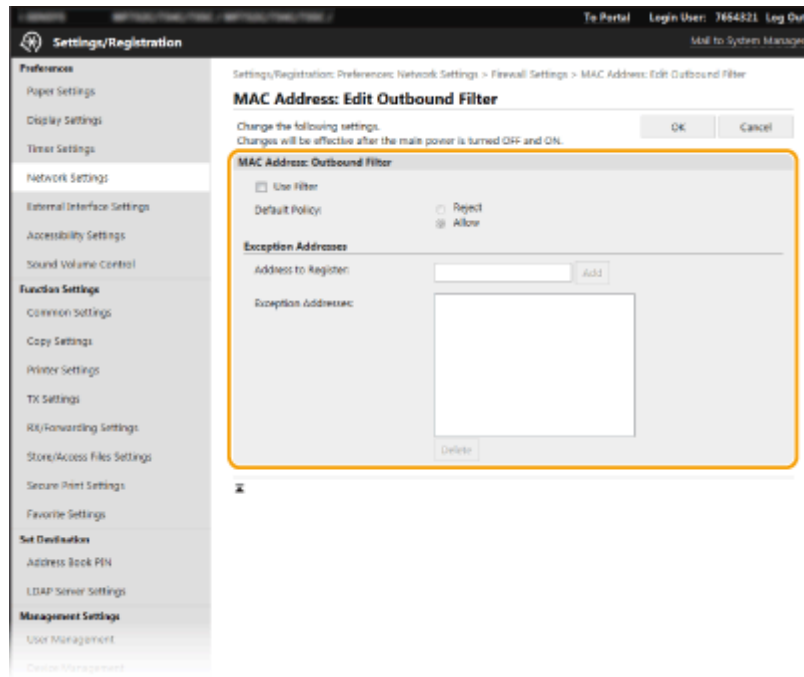 To Portal Login User: 7654321 Log Ou
Settings/Registration
Mail to System Manager
Preferences
Paper Settings
Display Settings
Timer Settings
Network Settings
External Interface Settings
Accessibility Settings
Sound Volume Control
Function Settings
Common Settings
Copy Settings
Printer Settings
TX Settings
RX/Forwarding Settings
Store/Access Files Settings
Secure Print Settings
Favorite Settings
Set Destination
Address Book PIN
LDAP Server Settings
Management Settings
User Management
Device Management
Settings/Registration: Preferences: Network Settings > Firewall Settings > MAC Address: Edit Outbound Filter
MAC Address: Edit Outbound Filter
Change the following settings.
Changes will be effective after the main power is turned OFF and ON.
OK Cancel
MAC Address: Outbound Filter
Use Filter
Default Policy: Reject
Allow
Exception Addresses
Address to Register: Add
Exception Addresses:
Delete